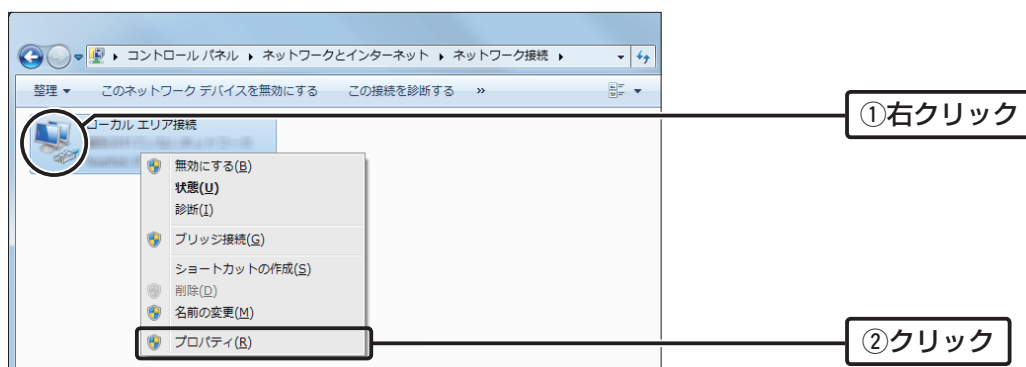 コントロール パネル ▸ ネットワークとインターネット ▸ ネットワーク接続 ▸
整理 ▼ このネットワーク デバイスを無効にする この接続を診断する »
ローカル エリア接続
①右クリック
無効にする(B)
状態(U)
診断(I)
ブリッジ接続(G)
ショートカットの作成(S)
削除(D)
名前の変更(M)
プロパティ(R)
②クリック